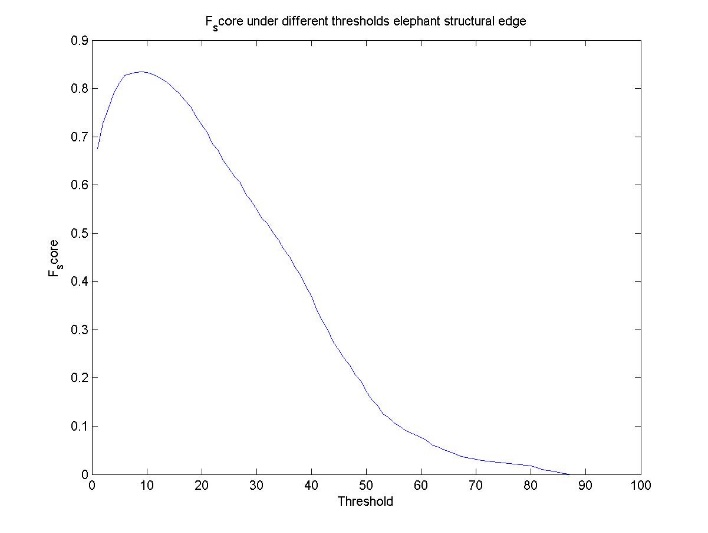 F_score under different thresholds elephant structural edge
0.9
0.8
0.7
0.6
0.5
0.4
0.3
0.2
0.1
0
F_score
0 10 20 30 40 50 60 70 80 90 100
Threshold